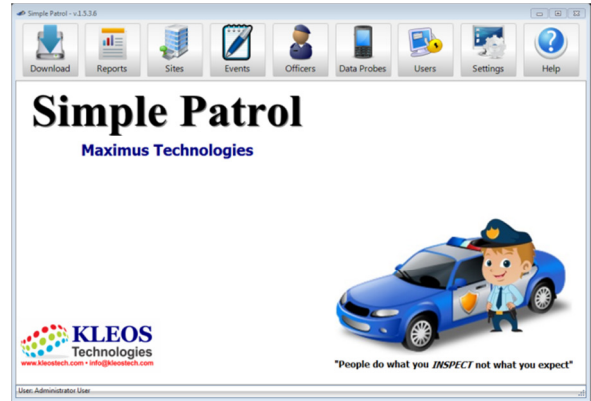 Simple Patrol - v.1.5.3.6
Download Reports Sites Events Officers Data Probes Users Settings Help
Simple Patrol
Maximus Technologies
KLEOS
Technologies
www.kleostech.com • info@kleostech.com
"People do what you INSPECT not what you expect"
User: Administrator User